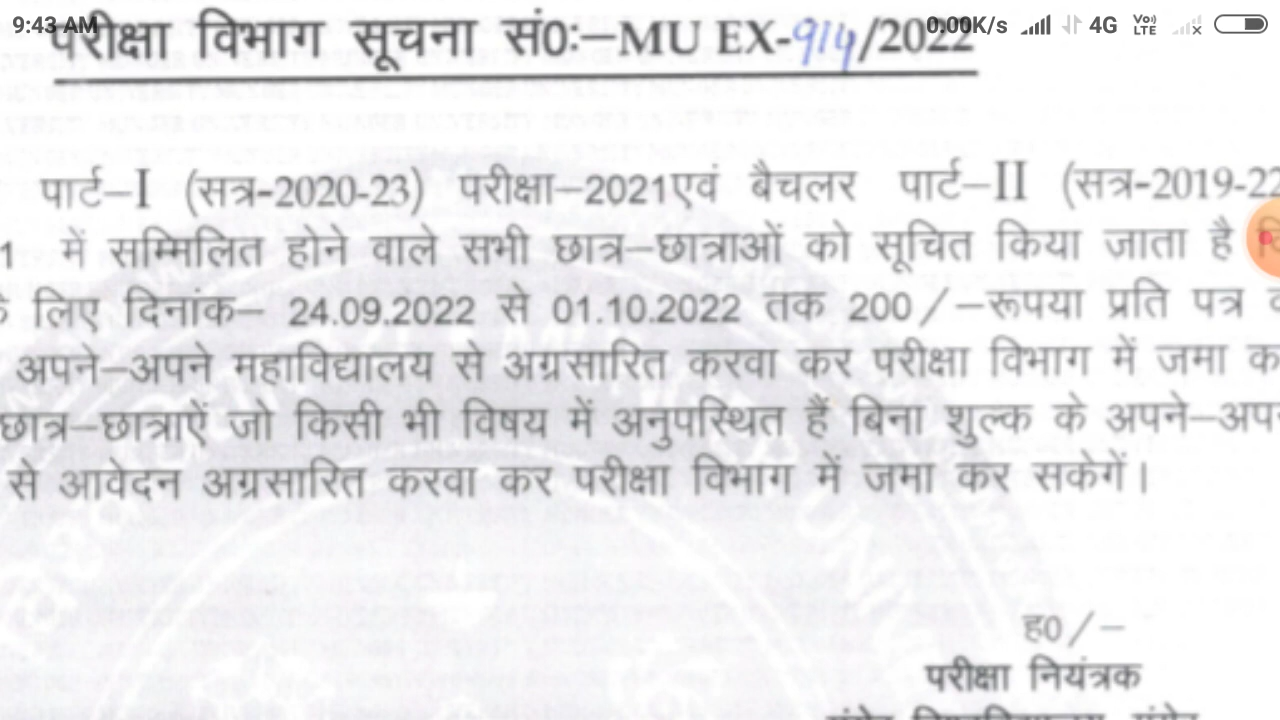 9:43 AM 0.00K/s 4G Vo) LTE
परीक्षा विभाग सूचना सं0:–MU EX-914/2022
पार्ट–I (सत्र-2020-23) परीक्षा–2021एवं बैचलर पार्ट–II (सत्र-2019-22
1 में सम्मिलित होने वाले सभी छात्र–छात्राओं को सूचित किया जाता है
के लिए दिनांक– 24.09.2022 से 01.10.2022 तक 200/–रूपया प्रति पत्र
अपने–अपने महाविद्यालय से अग्रसारित करवा कर परीक्षा विभाग में जमा क
छात्र–छात्राऐं जो किसी भी विषय में अनुपस्थित हैं बिना शुल्क के अपने–अप
से आवेदन अग्रसारित करवा कर परीक्षा विभाग में जमा कर सकेगें।
ह0/–
परीक्षा नियंत्रक